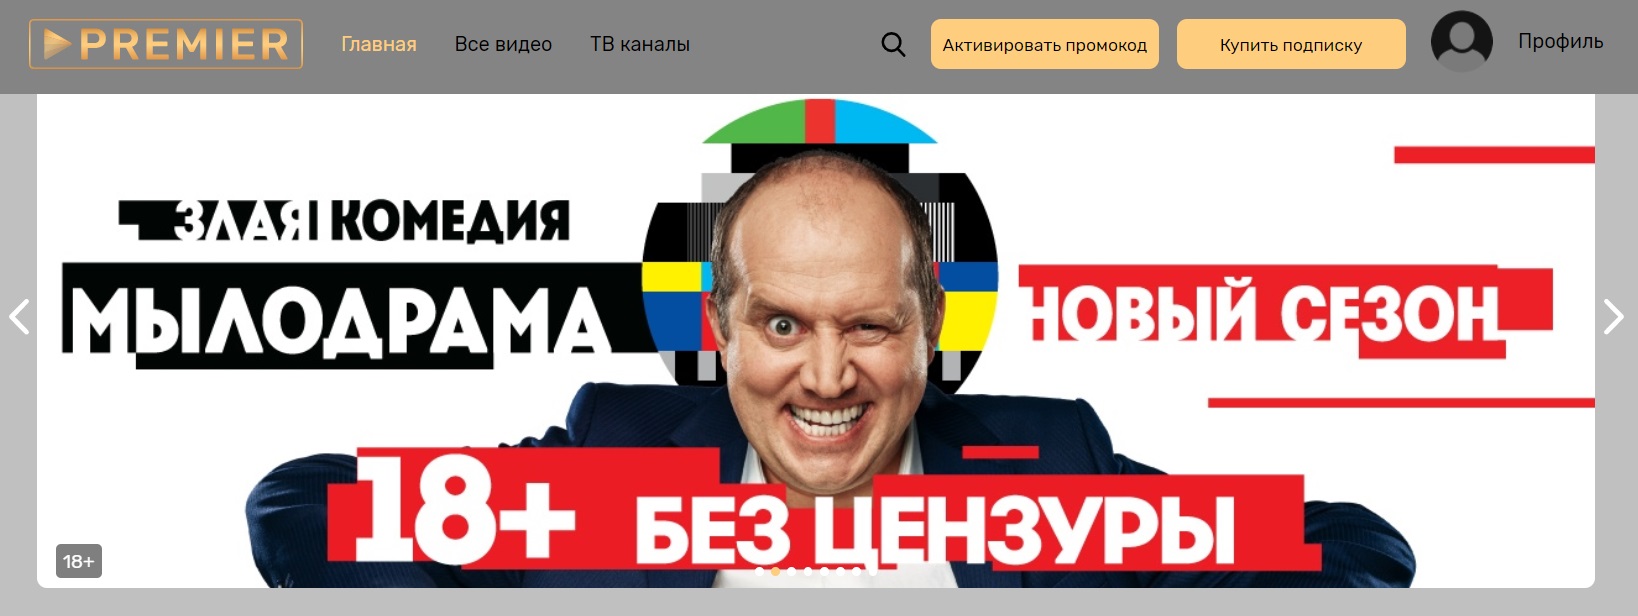 PREMIER
Главная
Все видео
ТВ каналы
Активировать промокод
Купить подписку
Профиль
ЗЛАЯ КОМЕДИЯ
МЫЛОДРАМА
НОВЫЙ СЕЗОН
18+ БЕЗ ЦЕНЗУРЫ
18+